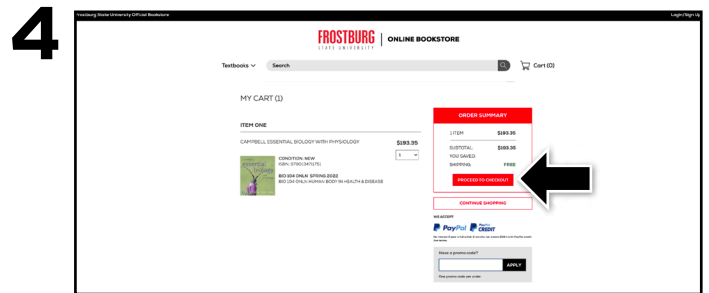 4
Frostburg State University Official Bookstore
Login/Sign Up
FROSTBURG
STATE UNIVERSITY
ONLINE BOOKSTORE
Textbooks
Search
Cart (0)
MY CART (1)
ITEM ONE
CAMPBELL ESSENTIAL BIOLOGY WITH PHYSIOLOGY
$193.35
1
CONDITION: NEW
BIO 104 ONLN SPRING 2022
BIO 104 ONLN: HUMAN BODY IN HEALTH & DISEASE
ORDER SUMMARY
1 ITEM $193.35
SUBTOTAL: $193.35
YOU SAVED:
SHIPPING: FREE
PROCEED TO CHECKOUT
CONTINUE SHOPPING
WE ACCEPT
PayPal PayPal CREDIT
Have a promo code?
APPLY
One promo code per order